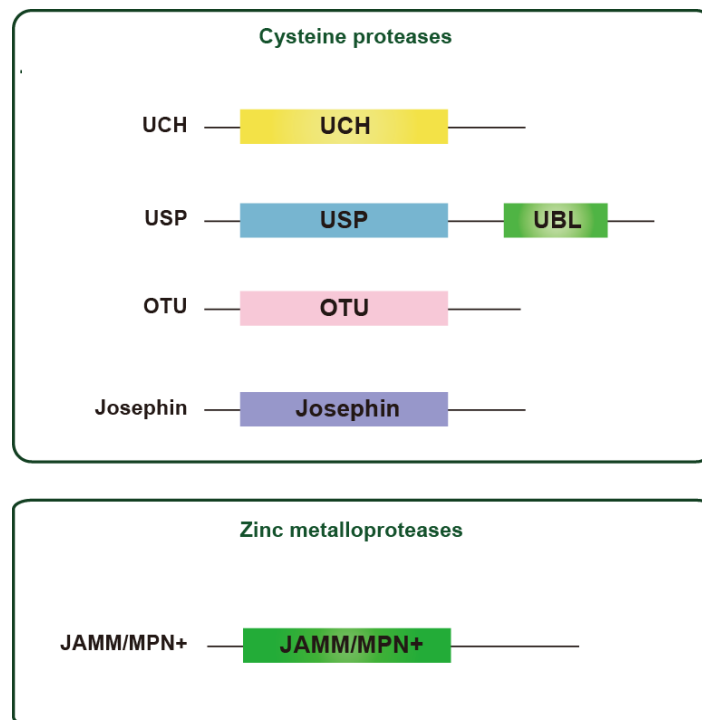 Cysteine proteases
UCH UCH
USP USP UBL
OTU OTU
Josephin Josephin
Zinc metalloproteases
JAMM/MPN+ JAMM/MPN+